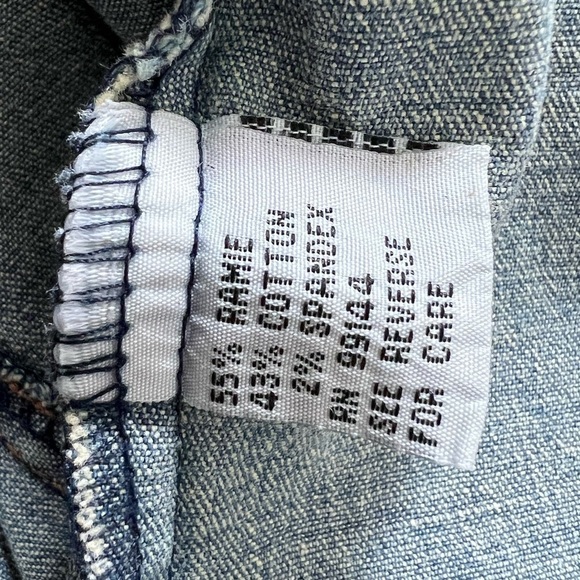 55% RAMIE
43% COTTON
2% SPANDEX
RN 99144
SEE REVERSE
FOR CARE